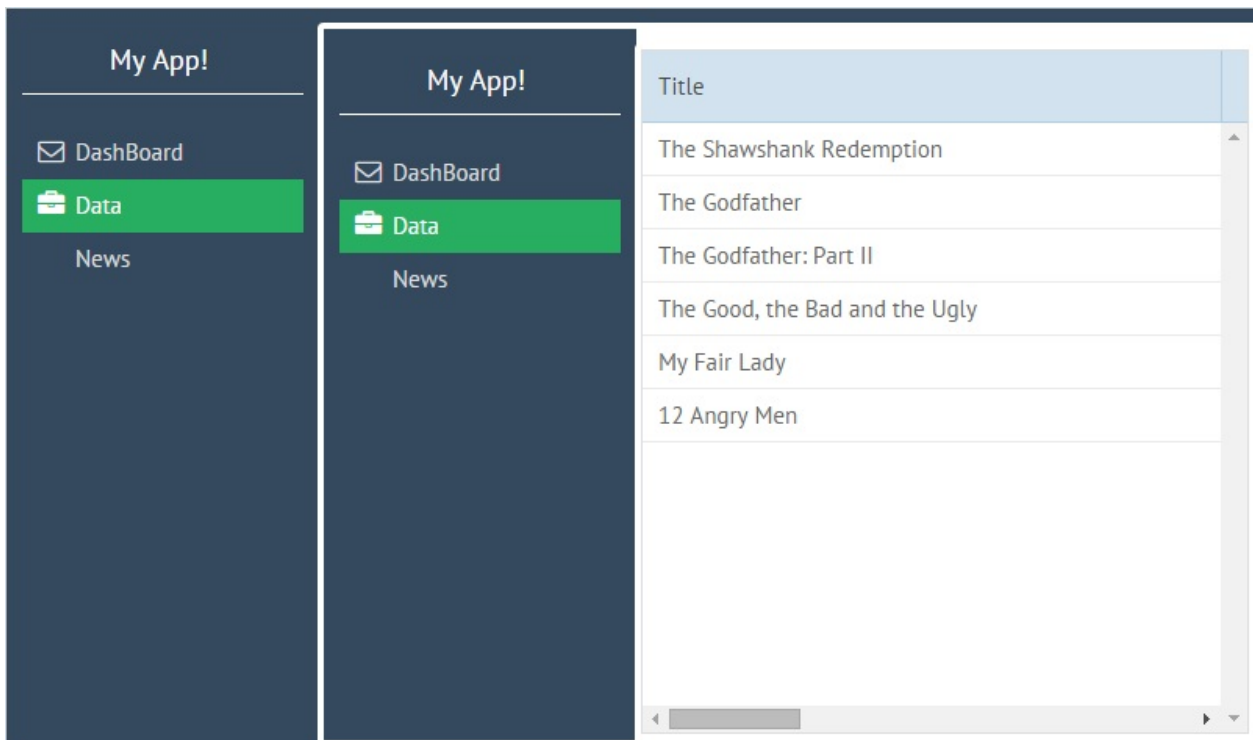 My App!
DashBoard
Data
News
My App!
DashBoard
Data
News
Title
The Shawshank Redemption
The Godfather
The Godfather: Part II
The Good, the Bad and the Ugly
My Fair Lady
12 Angry Men